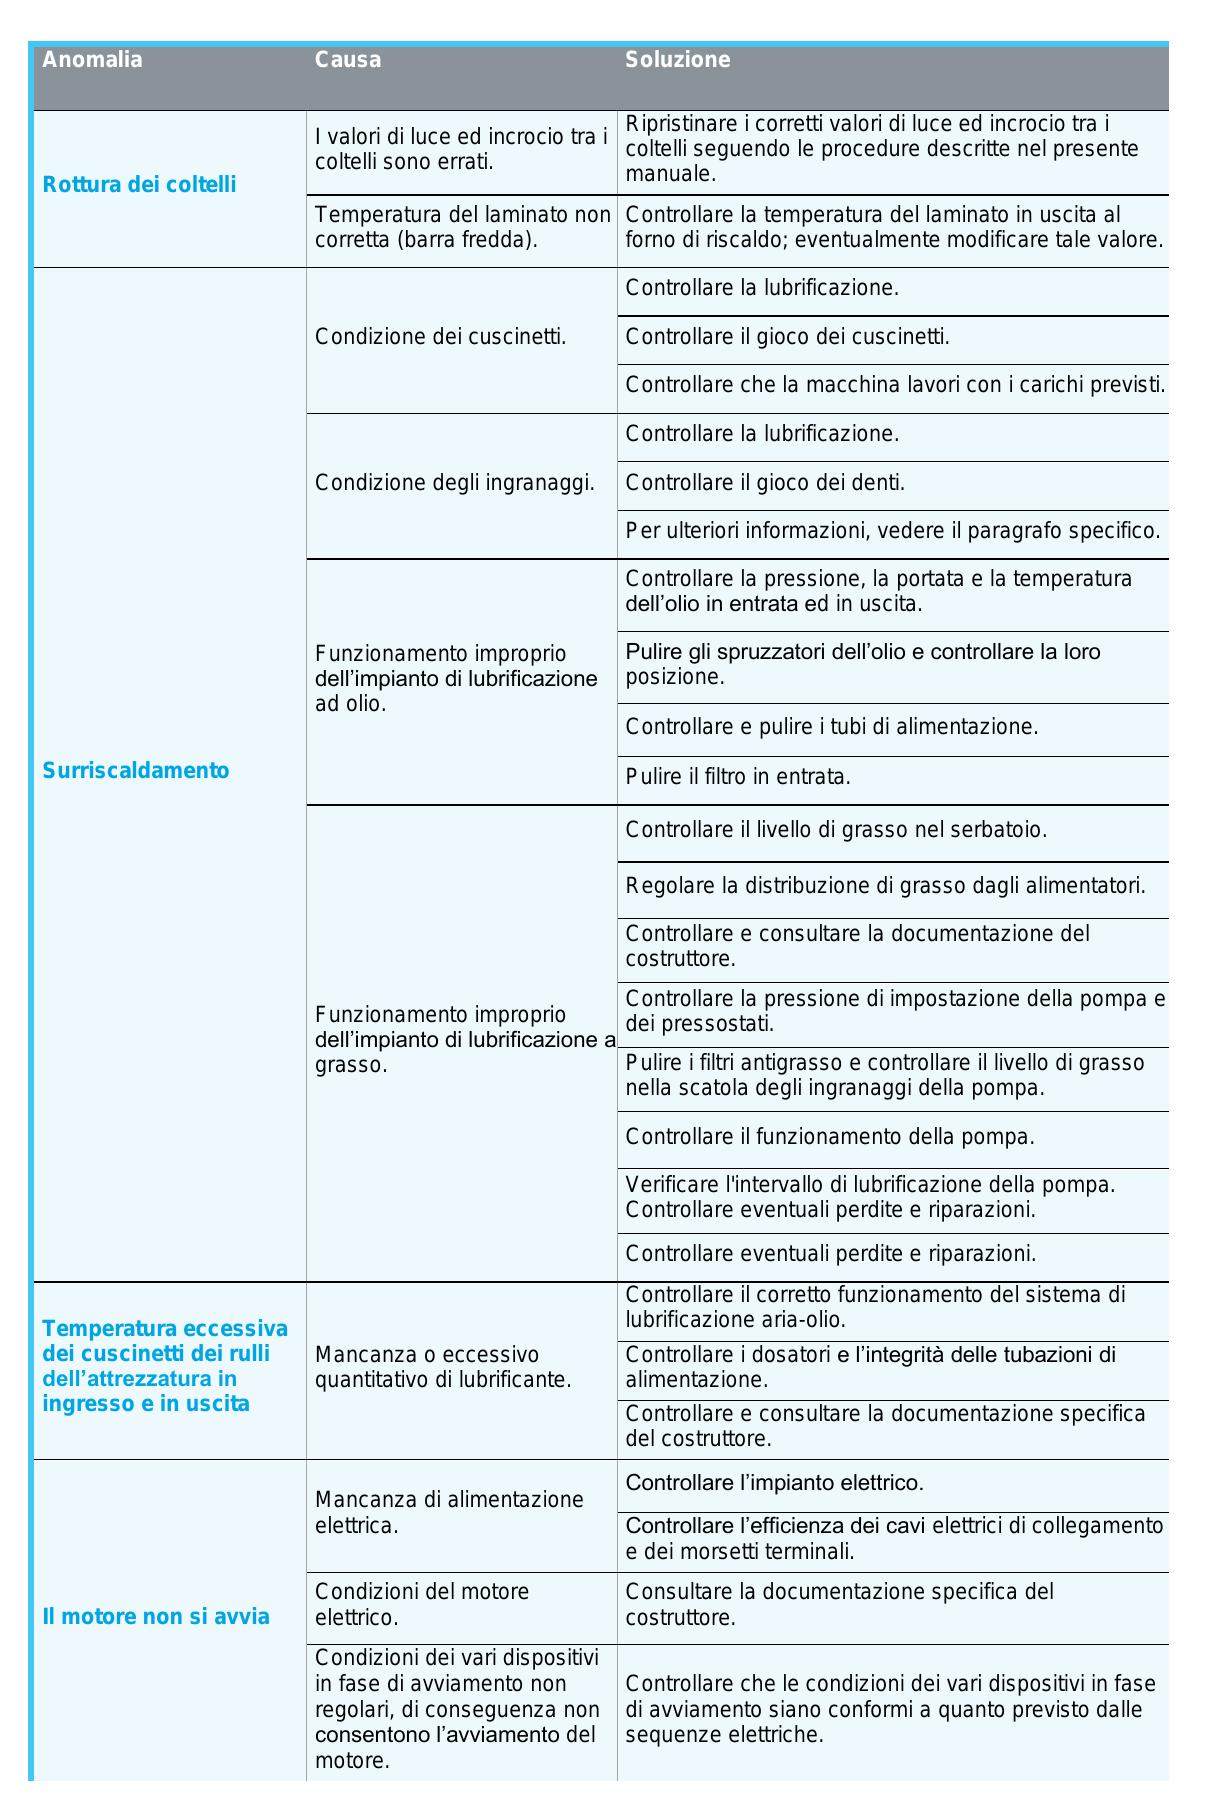 Anomalia
Causa
Soluzione
Rottura dei coltelli
I valori di luce ed incrocio tra i
coltelli sono errati.
Ripristinare i corretti valori di luce ed incrocio tra i
coltelli seguendo le procedure descritte nel presente
manuale.
Temperatura del laminato non
corretta (barra fredda).
Controllare la temperatura del laminato in uscita al
forno di riscaldo; eventualmente modificare tale valore.
Surriscaldamento
Condizione dei cuscinetti.
Controllare la lubrificazione.
Controllare il gioco dei cuscinetti.
Controllare che la macchina lavori con i carichi previsti.
Condizione degli ingranaggi.
Controllare la lubrificazione.
Controllare il gioco dei denti.
Per ulteriori informazioni, vedere il paragrafo specifico.
Funzionamento improprio
dell’impianto di lubrificazione
ad olio.
Controllare la pressione, la portata e la temperatura
dell’olio in entrata ed in uscita.
Pulire gli spruzzatori dell’olio e controllare la loro
posizione.
Controllare e pulire i tubi di alimentazione.
Pulire il filtro in entrata.
Funzionamento improprio
dell’impianto di lubrificazione a
grasso.
Controllare il livello di grasso nel serbatoio.
Regolare la distribuzione di grasso dagli alimentatori.
Controllare e consultare la documentazione del
costruttore.
Controllare la pressione di impostazione della pompa e
dei pressostati.
Pulire i filtri antigrasso e controllare il livello di grasso
nella scatola degli ingranaggi della pompa.
Controllare il funzionamento della pompa.
Verificare l'intervallo di lubrificazione della pompa.
Controllare eventuali perdite e riparazioni.
Controllare eventuali perdite e riparazioni.
Temperatura eccessiva
dei cuscinetti dei rulli
dell’attrezzatura in
ingresso e in uscita
Mancanza o eccessivo
quantitativo di lubrificante.
Controllare il corretto funzionamento del sistema di
lubrificazione aria-olio.
Controllare i dosatori e l’integrità delle tubazioni di
alimentazione.
Controllare e consultare la documentazione specifica
del costruttore.
Il motore non si avvia
Mancanza di alimentazione
elettrica.
Controllare l’impianto elettrico.
Controllare l’efficienza dei cavi elettrici di collegamento
e dei morsetti terminali.
Condizioni del motore
elettrico.
Consultare la documentazione specifica del
costruttore.
Condizioni dei vari dispositivi
in fase di avviamento non
regolari, di conseguenza non
consentono l’avviamento del
motore.
Controllare che le condizioni dei vari dispositivi in fase
di avviamento siano conformi a quanto previsto dalle
sequenze elettriche.